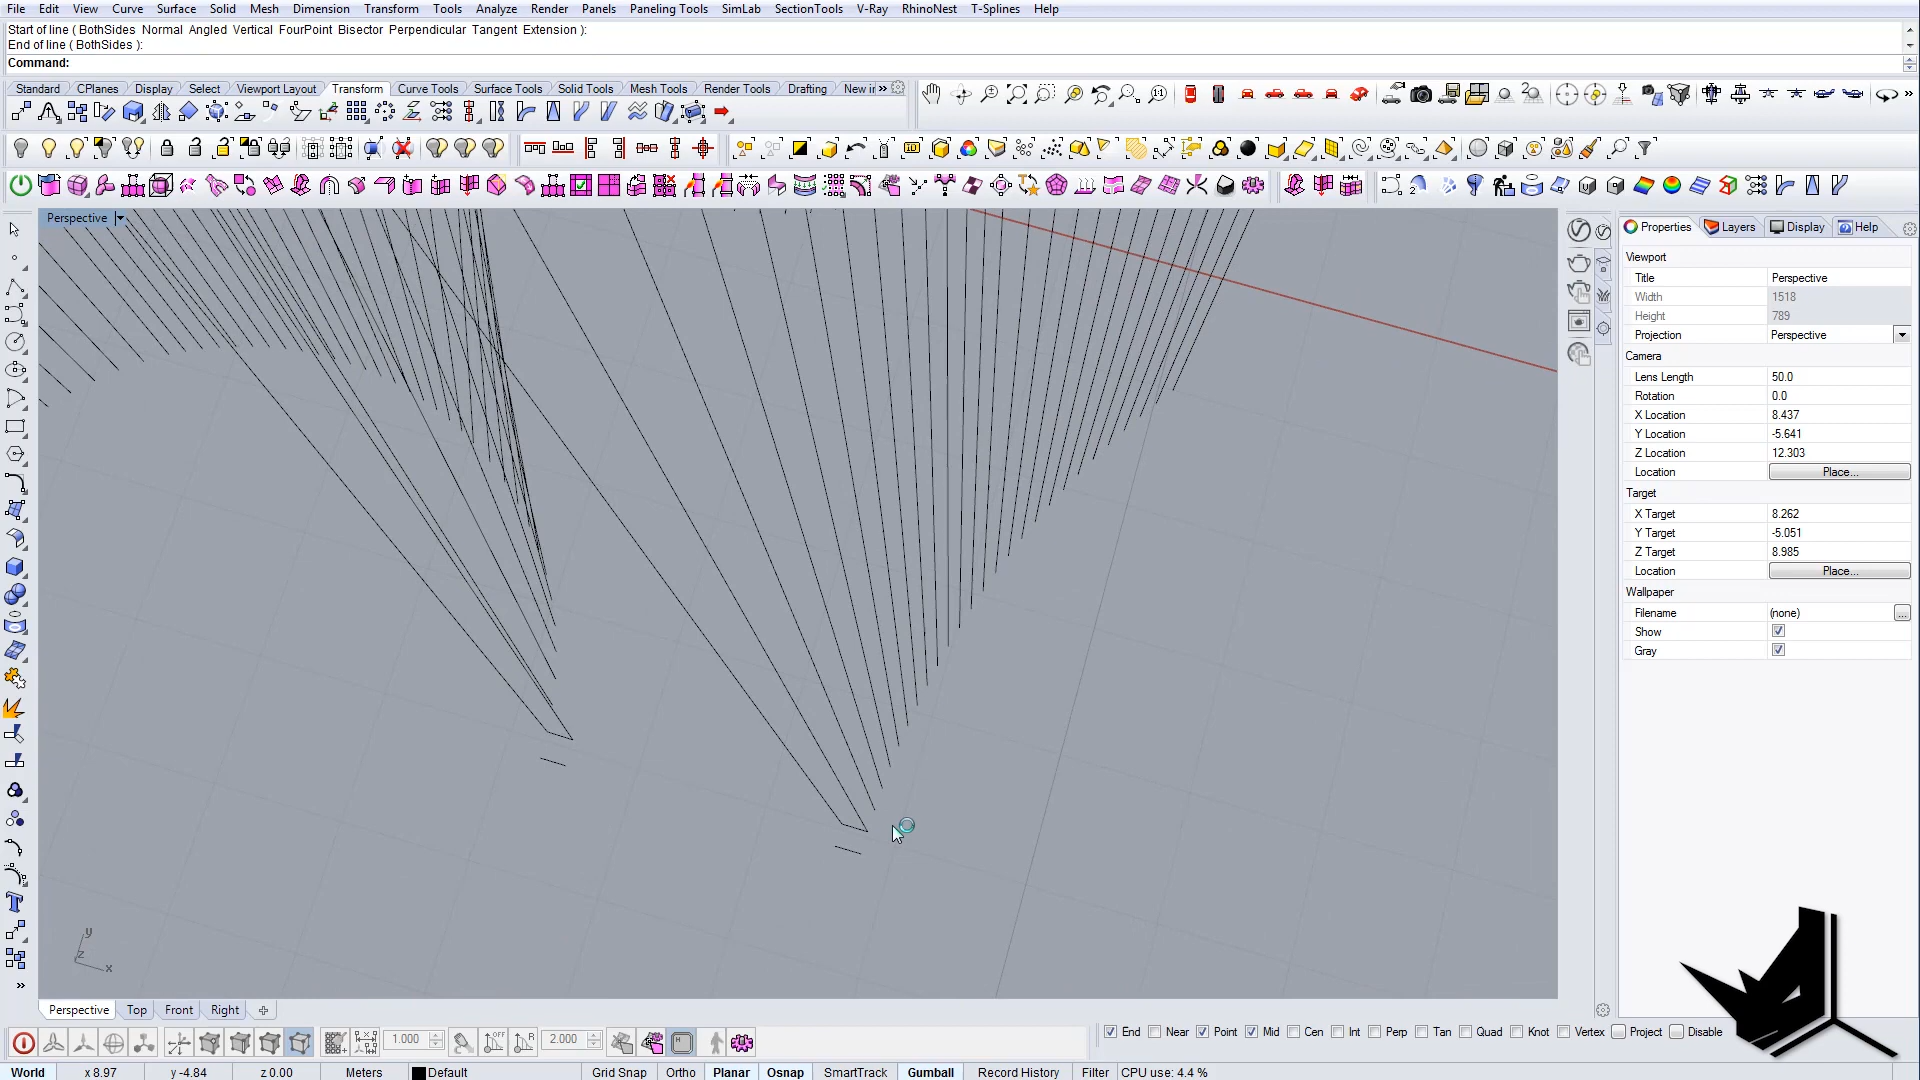 File Edit View Curve Surface Solid Mesh Dimension Transform Tools Analyze Render Panels Paneling Tools SimLab SectionTools V-Ray RhinoNest T-Splines Help
Start of line ( BothSides Normal Angled Vertical FourPoint Bisector Perpendicular Tangent Extension ):
End of line ( BothSides ):
Command:
Standard CPlanes Display Select Viewport Layout Transform Curve Tools Surface Tools Solid Tools Mesh Tools Render Tools Drafting New in
Perspective
Properties Layers Display Help
Viewport
Title Perspective
Width 1518
Height 789
Projection Perspective
Camera
Lens Length 50.0
Rotation 0.0
X Location 8.437
Y Location -5.641
Z Location 12.303
Location Place...
Target
X Target 8.262
Y Target -5.051
Z Target 8.985
Location Place...
Wallpaper
Filename (none) ...
Show
Gray
y
z
x
Perspective Top Front Right
1.000 2.000
End Near Point Mid Cen Int Perp Tan Quad Knot Vertex Project Disable
World x 8.97 y -4.84 z 0.00 Meters Default Grid Snap Ortho Planar Osnap SmartTrack Gumball Record History Filter CPU use: 4.4 %